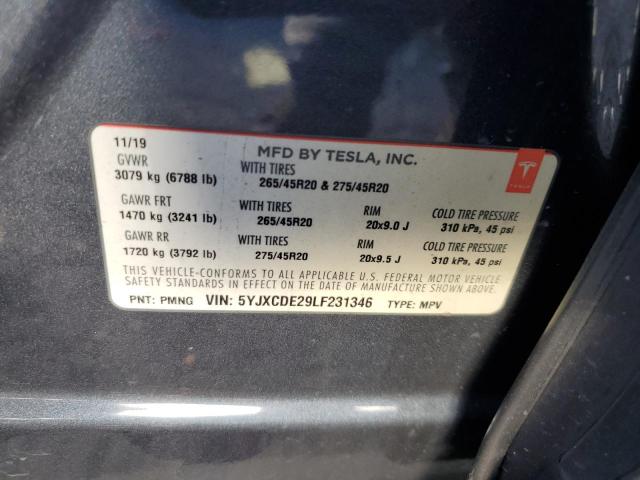 11/19 MFD BY TESLA, INC.
GVWR WITH TIRES
3079 kg (6788 lb) 265/45R20 & 275/45R20
TESLA
GAWR FRT WITH TIRES RIM COLD TIRE PRESSURE
1470 kg (3241 lb) 265/45R20 20x9.0 J 310 kPa, 45 psi
GAWR RR WITH TIRES RIM COLD TIRE PRESSURE
1720 kg (3792 lb) 275/45R20 20x9.5 J 310 kPa, 45 psi
THIS VEHICLE-CONFORMS TO ALL APPLICABLE U.S. FEDERAL MOTOR VEHICLE
SAFETY STANDARDS IN EFFECT ON THE DATE OF MANUFACTURE SHOWN ABOVE.
PNT: PMNG VIN: 5YJXCDE29LF231346 TYPE: MPV